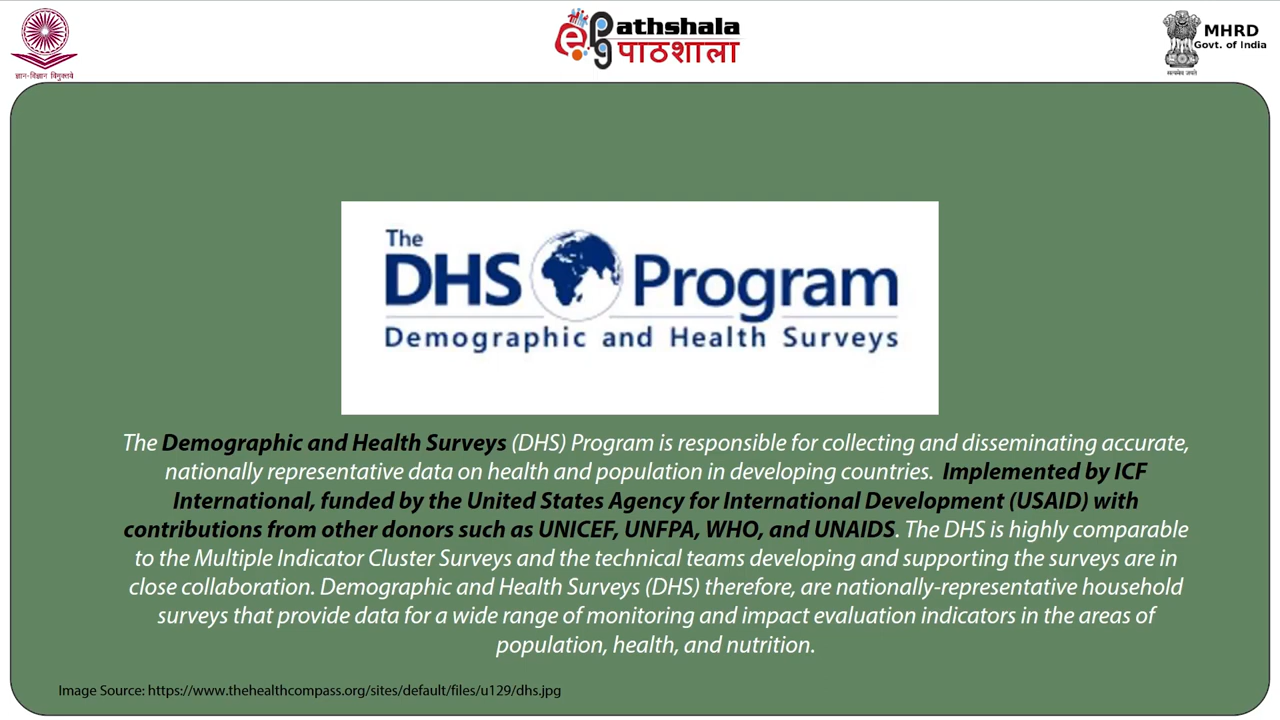 ज्ञान-विज्ञान विमुक्तये
ePG Pathshala
पाठशाला
सत्यमेव जयते
MHRD
Govt. of India
The
DHS Program
Demographic and Health Surveys
The Demographic and Health Surveys (DHS) Program is responsible for collecting and disseminating accurate,
nationally representative data on health and population in developing countries. Implemented by ICF
International, funded by the United States Agency for International Development (USAID) with
contributions from other donors such as UNICEF, UNFPA, WHO, and UNAIDS. The DHS is highly comparable
to the Multiple Indicator Cluster Surveys and the technical teams developing and supporting the surveys are in
close collaboration. Demographic and Health Surveys (DHS) therefore, are nationally-representative household
surveys that provide data for a wide range of monitoring and impact evaluation indicators in the areas of
population, health, and nutrition.
Image Source: https://www.thehealthcompass.org/sites/default/files/u129/dhs.jpg